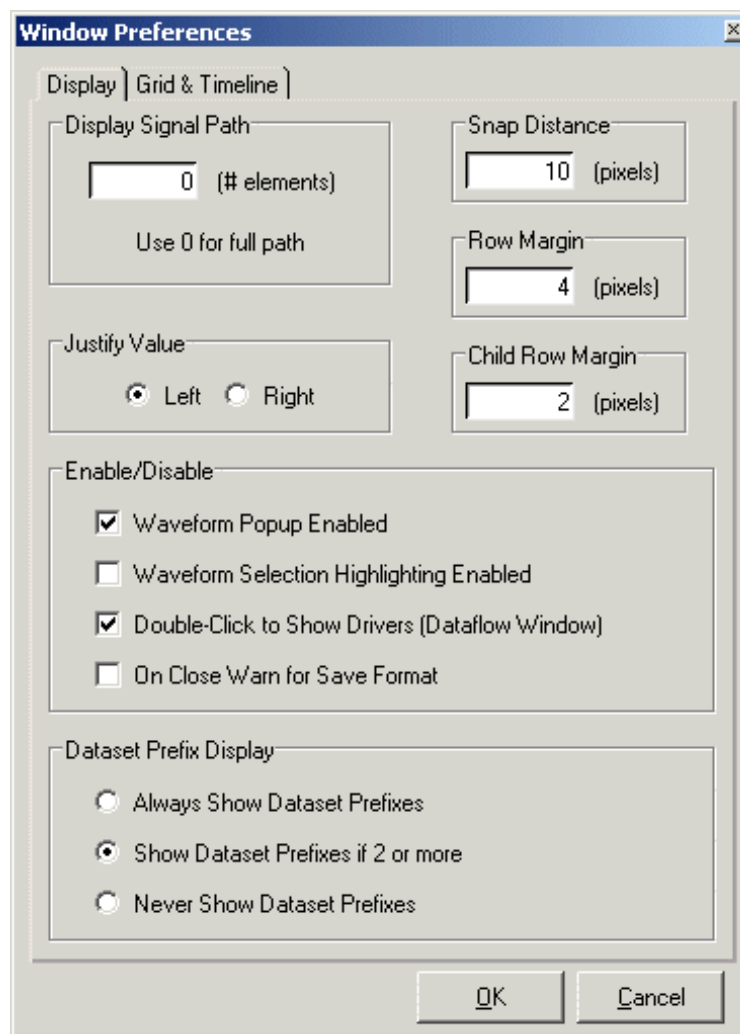 Window Preferences
Display
Grid & Timeline
Display Signal Path
0 (# elements)
Use 0 for full path
Snap Distance
10 (pixels)
Row Margin
4 (pixels)
Justify Value
Left Right
Child Row Margin
2 (pixels)
Enable/Disable
Waveform Popup Enabled
Waveform Selection Highlighting Enabled
Double-Click to Show Drivers (Dataflow Window)
On Close Warn for Save Format
Dataset Prefix Display
Always Show Dataset Prefixes
Show Dataset Prefixes if 2 or more
Never Show Dataset Prefixes
OK
Cancel